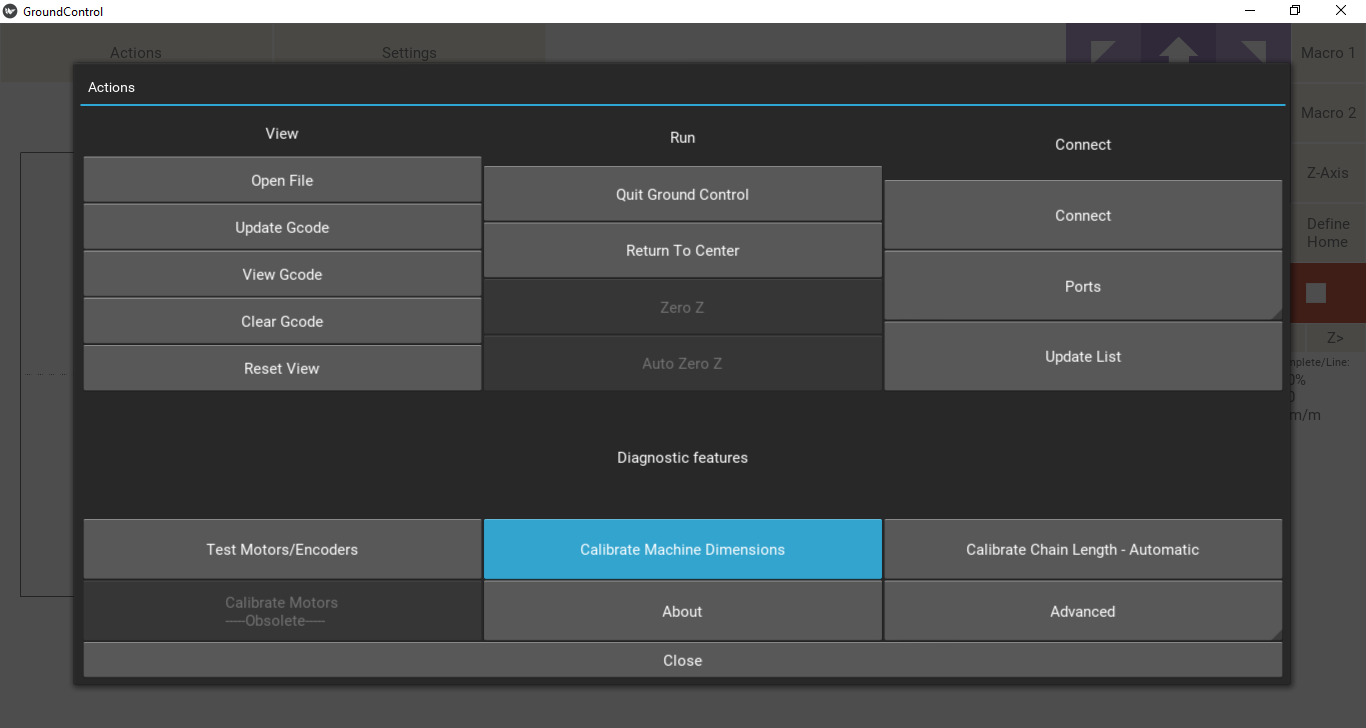 GroundControl
Actions
Settings
Macro 1
Macro 2
Z-Axis
Define
Home
Z>
mplete/Line:
0%
0
m/m
Actions
View
Open File
Update Gcode
View Gcode
Clear Gcode
Reset View
Run
Quit Ground Control
Return To Center
Zero Z
Auto Zero Z
Connect
Connect
Ports
Update List
Diagnostic features
Test Motors/Encoders
Calibrate Machine Dimensions
Calibrate Chain Length - Automatic
Calibrate Motors
-----Obsolete-----
About
Advanced
Close